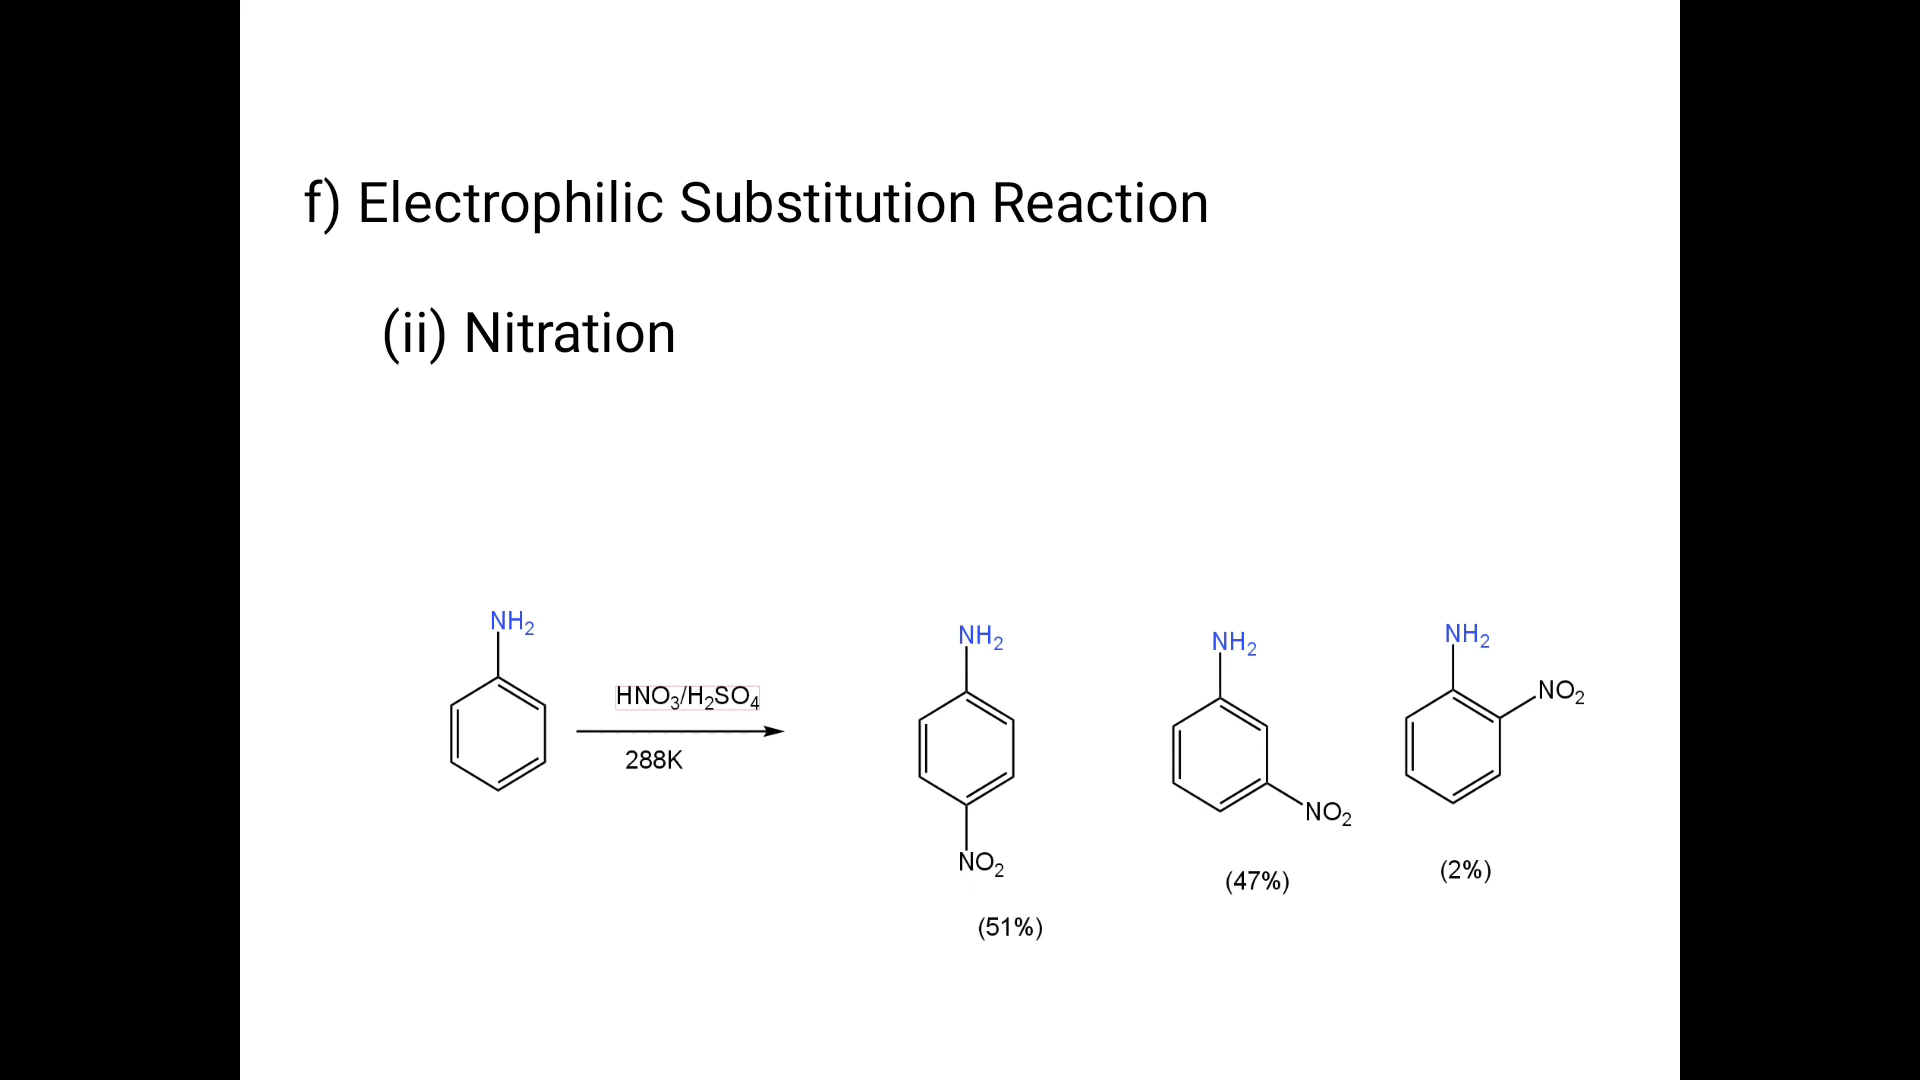 f) Electrophilic Substitution Reaction
(ii) Nitration
NH₂
HNO₃/H₂SO₄
288K
NH₂
NO₂
(51%)
NH₂
NO₂
(47%)
NH₂
NO₂
(2%)